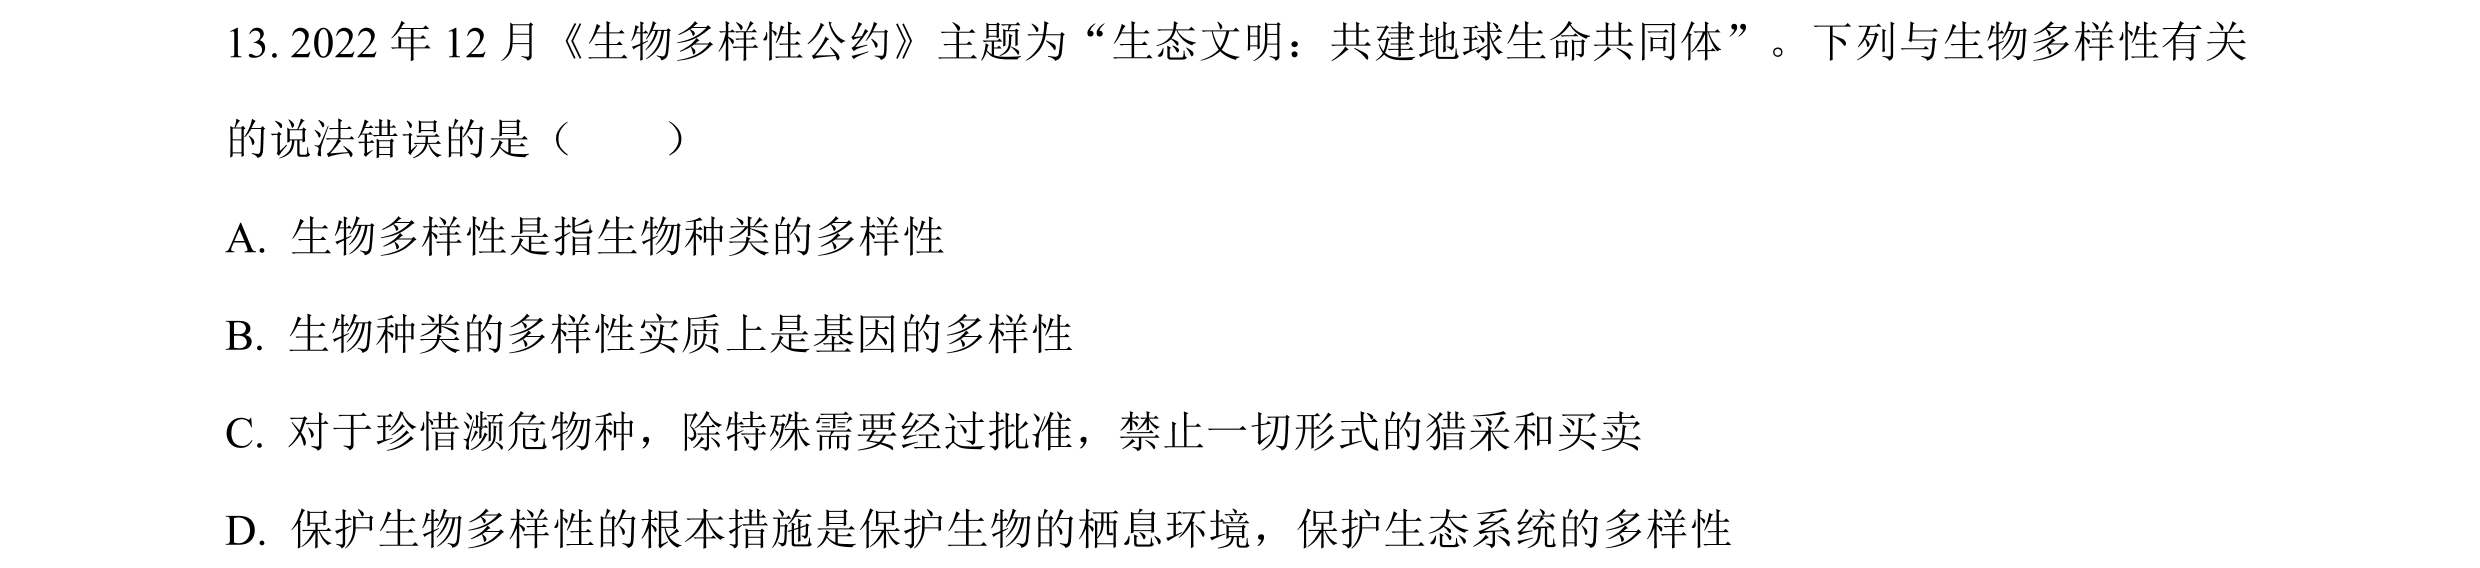 13. 2022 年 12 月《生物多样性公约》主题为“生态文明：共建地球生命共同体”。下列与生物多样性有关
的说法错误的是（　　）
A. 生物多样性是指生物种类的多样性
B. 生物种类的多样性实质上是基因的多样性
C. 对于珍惜濒危物种，除特殊需要经过批准，禁止一切形式的猎采和买卖
D. 保护生物多样性的根本措施是保护生物的栖息环境，保护生态系统的多样性